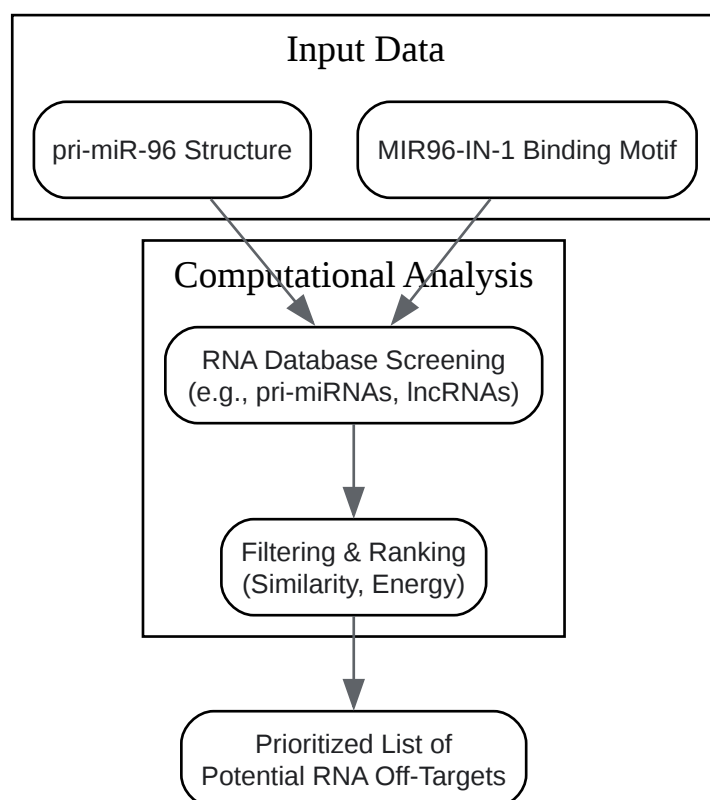 Input Data
pri-miR-96 Structure
MIR96-IN-1 Binding Motif
Computational Analysis
RNA Database Screening
(e.g., pri-miRNAs, lncRNAs)
Filtering & Ranking
(Similarity, Energy)
Prioritized List of
Potential RNA Off-Targets